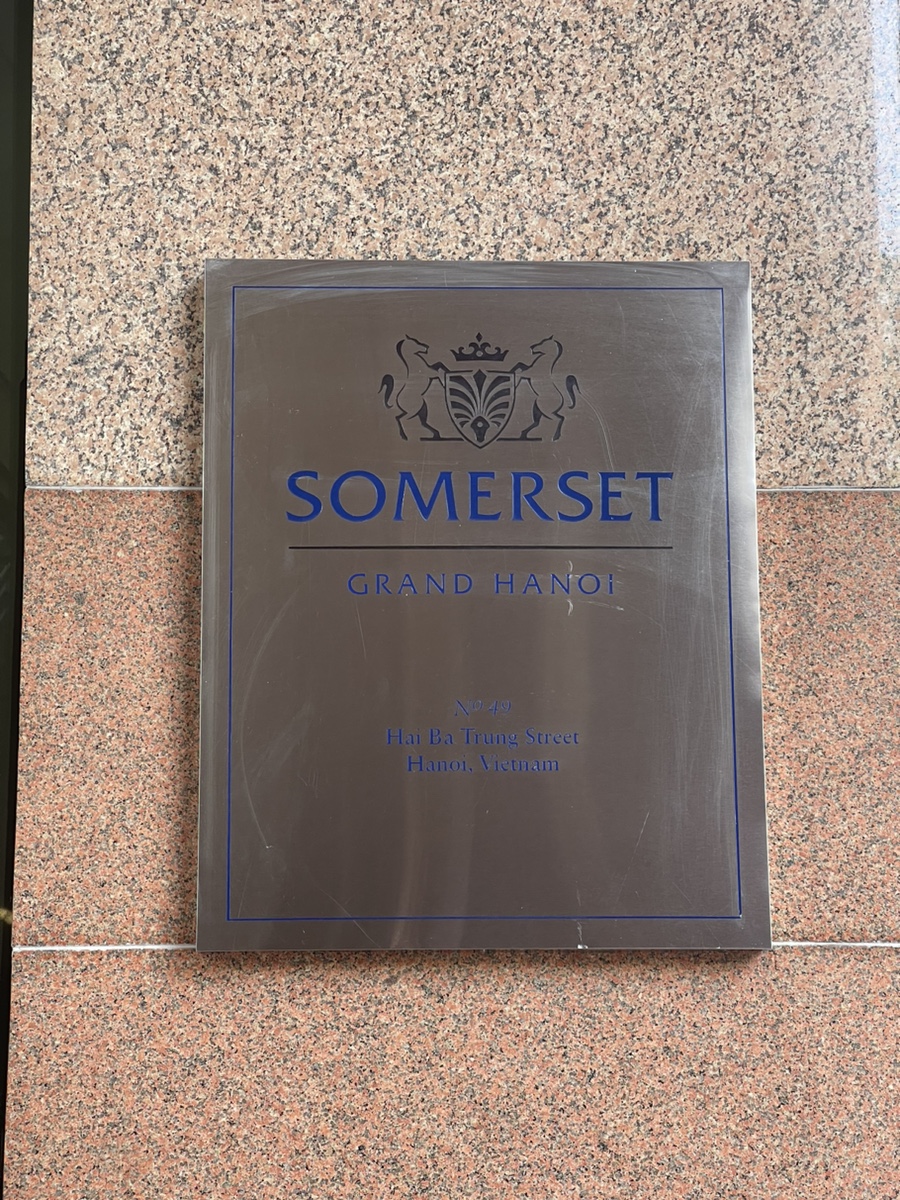 SOMERSET
GRAND HANOI
Nº 49
Hai Ba Trung Street
Hanoi, Vietnam